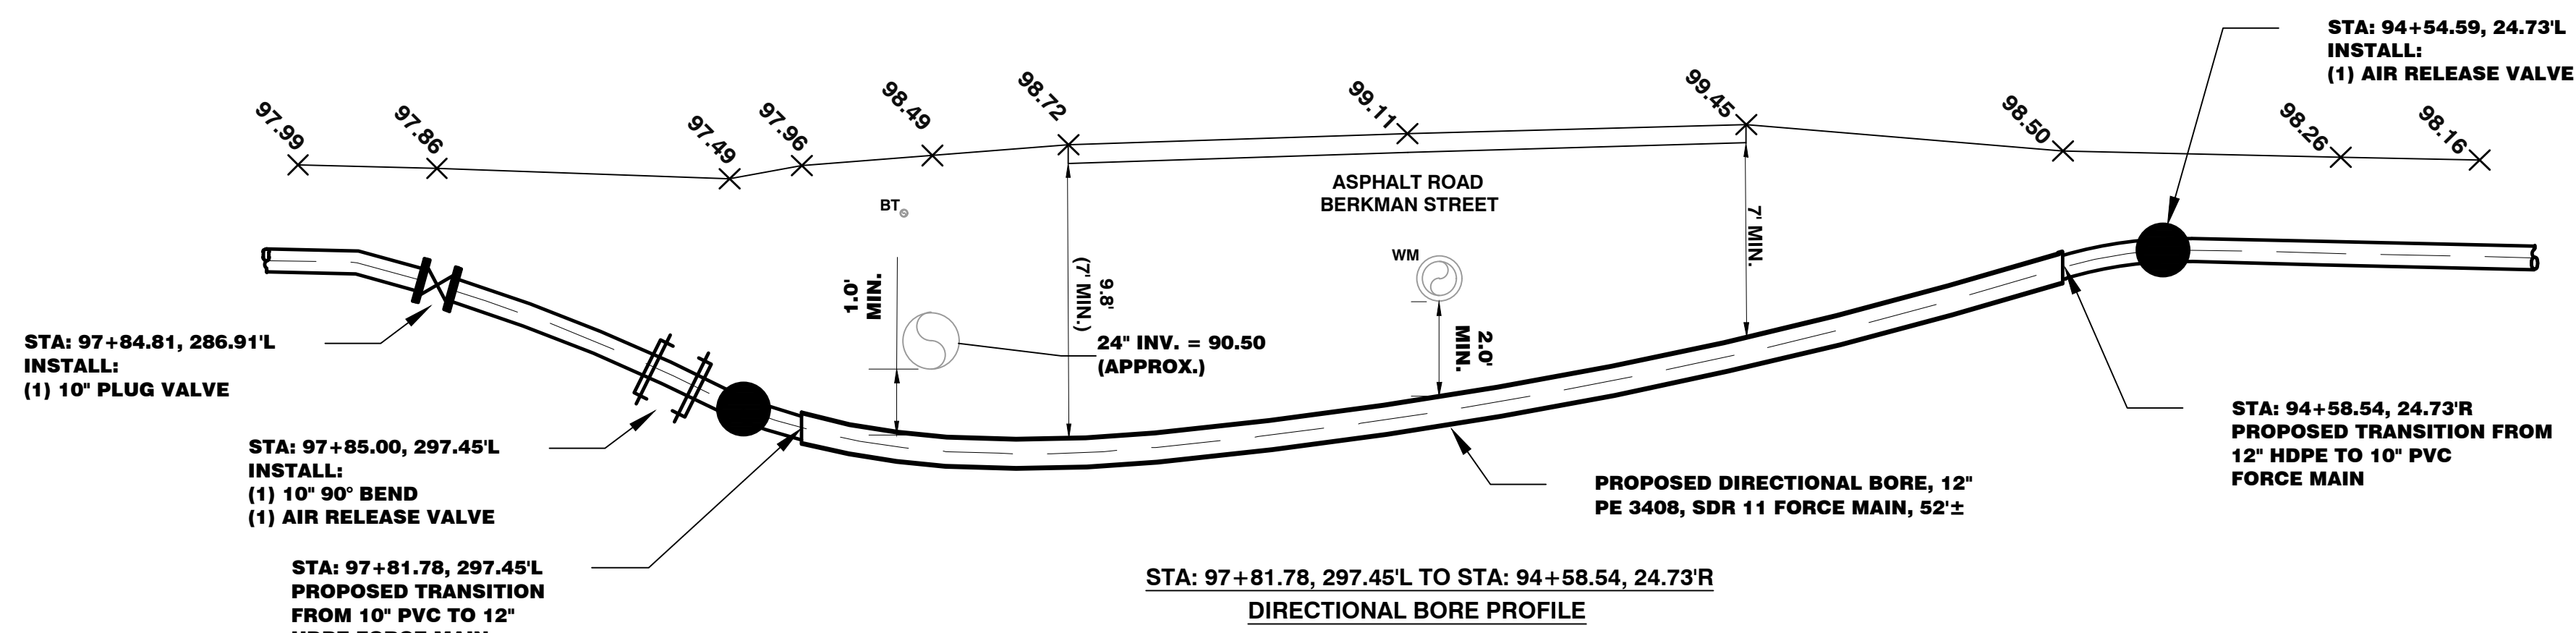 STA: 94+54.59, 24.73'L
INSTALL:
(1) AIR RELEASE VALVE
97.99
97.86
97.49
97.96
98.49
98.72
99.11
99.45
98.50
98.26
98.16
ASPHALT ROAD
BERKMAN STREET
BT
WM
1.0'
MIN.
9.8'
(7' MIN.)
7' MIN.
2.0'
MIN.
24" INV. = 90.50
(APPROX.)
STA: 97+84.81, 286.91'L
INSTALL:
(1) 10" PLUG VALVE
STA: 97+85.00, 297.45'L
INSTALL:
(1) 10" 90° BEND
(1) AIR RELEASE VALVE
STA: 97+81.78, 297.45'L
PROPOSED TRANSITION
FROM 10" PVC TO 12"
STA: 94+58.54, 24.73'R
PROPOSED TRANSITION FROM
12" HDPE TO 10" PVC
FORCE MAIN
PROPOSED DIRECTIONAL BORE, 12"
PE 3408, SDR 11 FORCE MAIN, 52'±
STA: 97+81.78, 297.45'L TO STA: 94+58.54, 24.73'R
DIRECTIONAL BORE PROFILE